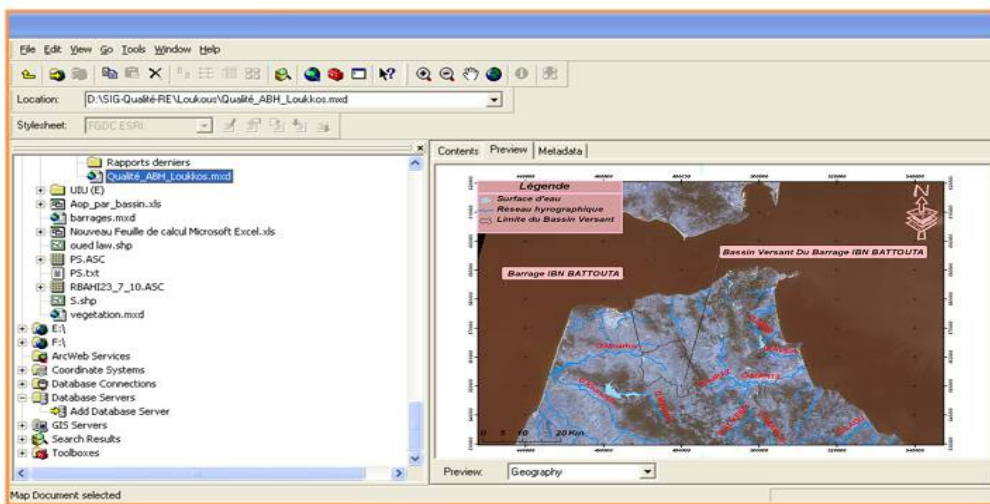 File Edit View Go Tools Window Help
Location: D:\SIG-Qualité-RE\Loukous\Qualité_ABH_Loukkos.mxd
Stylesheet: FGDC ESRI
Rapports derniers
Qualité_ABH_Loukkos.mxd
UIU (E)
Aop_par_bassin.xls
barrages.mxd
Nouveau Feuille de calcul Microsoft Excel.xls
oued law.shp
PS.ASC
PS.txt
RBAHI23_7_10.ASC
S.shp
vegetation.mxd
E:\
F:\
ArcWeb Services
Coordinate Systems
Database Connections
Database Servers
Add Database Server
GIS Servers
Search Results
Toolboxes
Map Document selected
Contents Preview Metadata
Légende
Surface d'eau
Réseau hyrographique
Limite du Bassin Versant
N
Bassin Versant Du Barrage IBN BATTOUTA
Barrage IBN BATTOUTA
0 5 10 20 Km
Preview: Geography